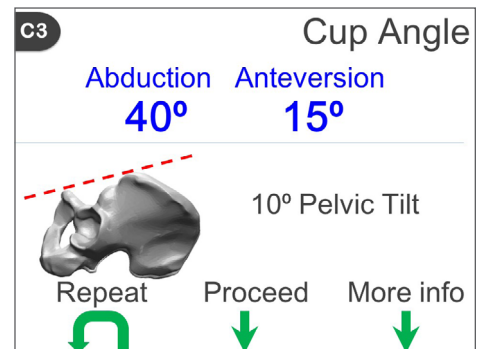 C3
Cup Angle
Abduction Anteversion
40º 15º
10º Pelvic Tilt
Repeat Proceed More info